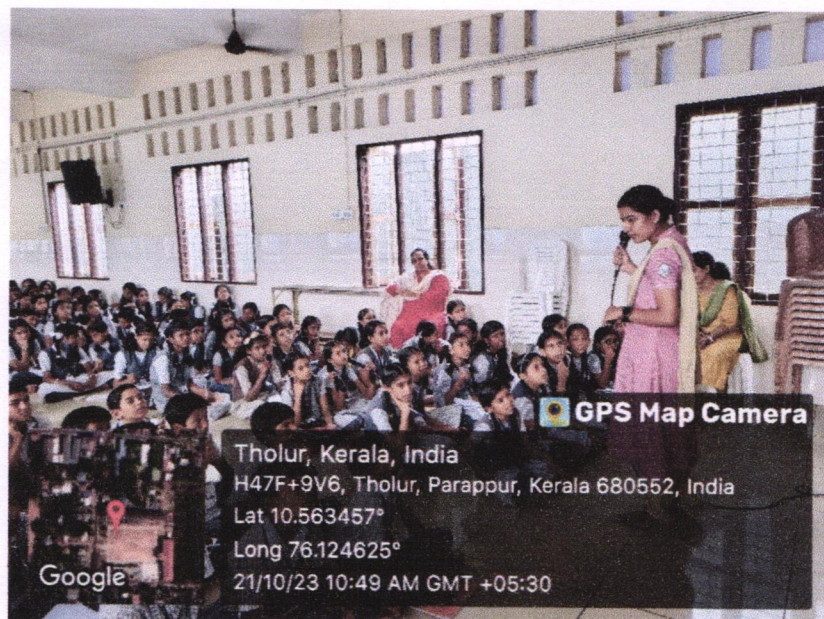 GPS Map Camera
Tholur, Kerala, India
H47F+9V6, Tholur, Parappur, Kerala 680552, India
Lat 10.563457°
Long 76.124625°
21/10/23 10:49 AM GMT +05:30
Google